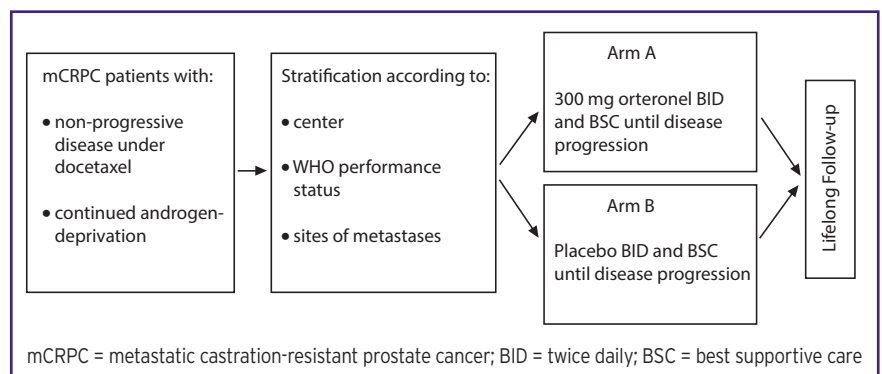 mCRPC patients with:
• non-progressive
disease under
docetaxel
• continued androgen-
deprivation
Stratification according to:
• center
• WHO performance
status
• sites of metastases
Arm A
300 mg orteronel BID
and BSC until disease
progression
Arm B
Placebo BID and BSC
until disease progression
Lifelong Follow-up
mCRPC = metastatic castration-resistant prostate cancer; BID = twice daily; BSC = best supportive care